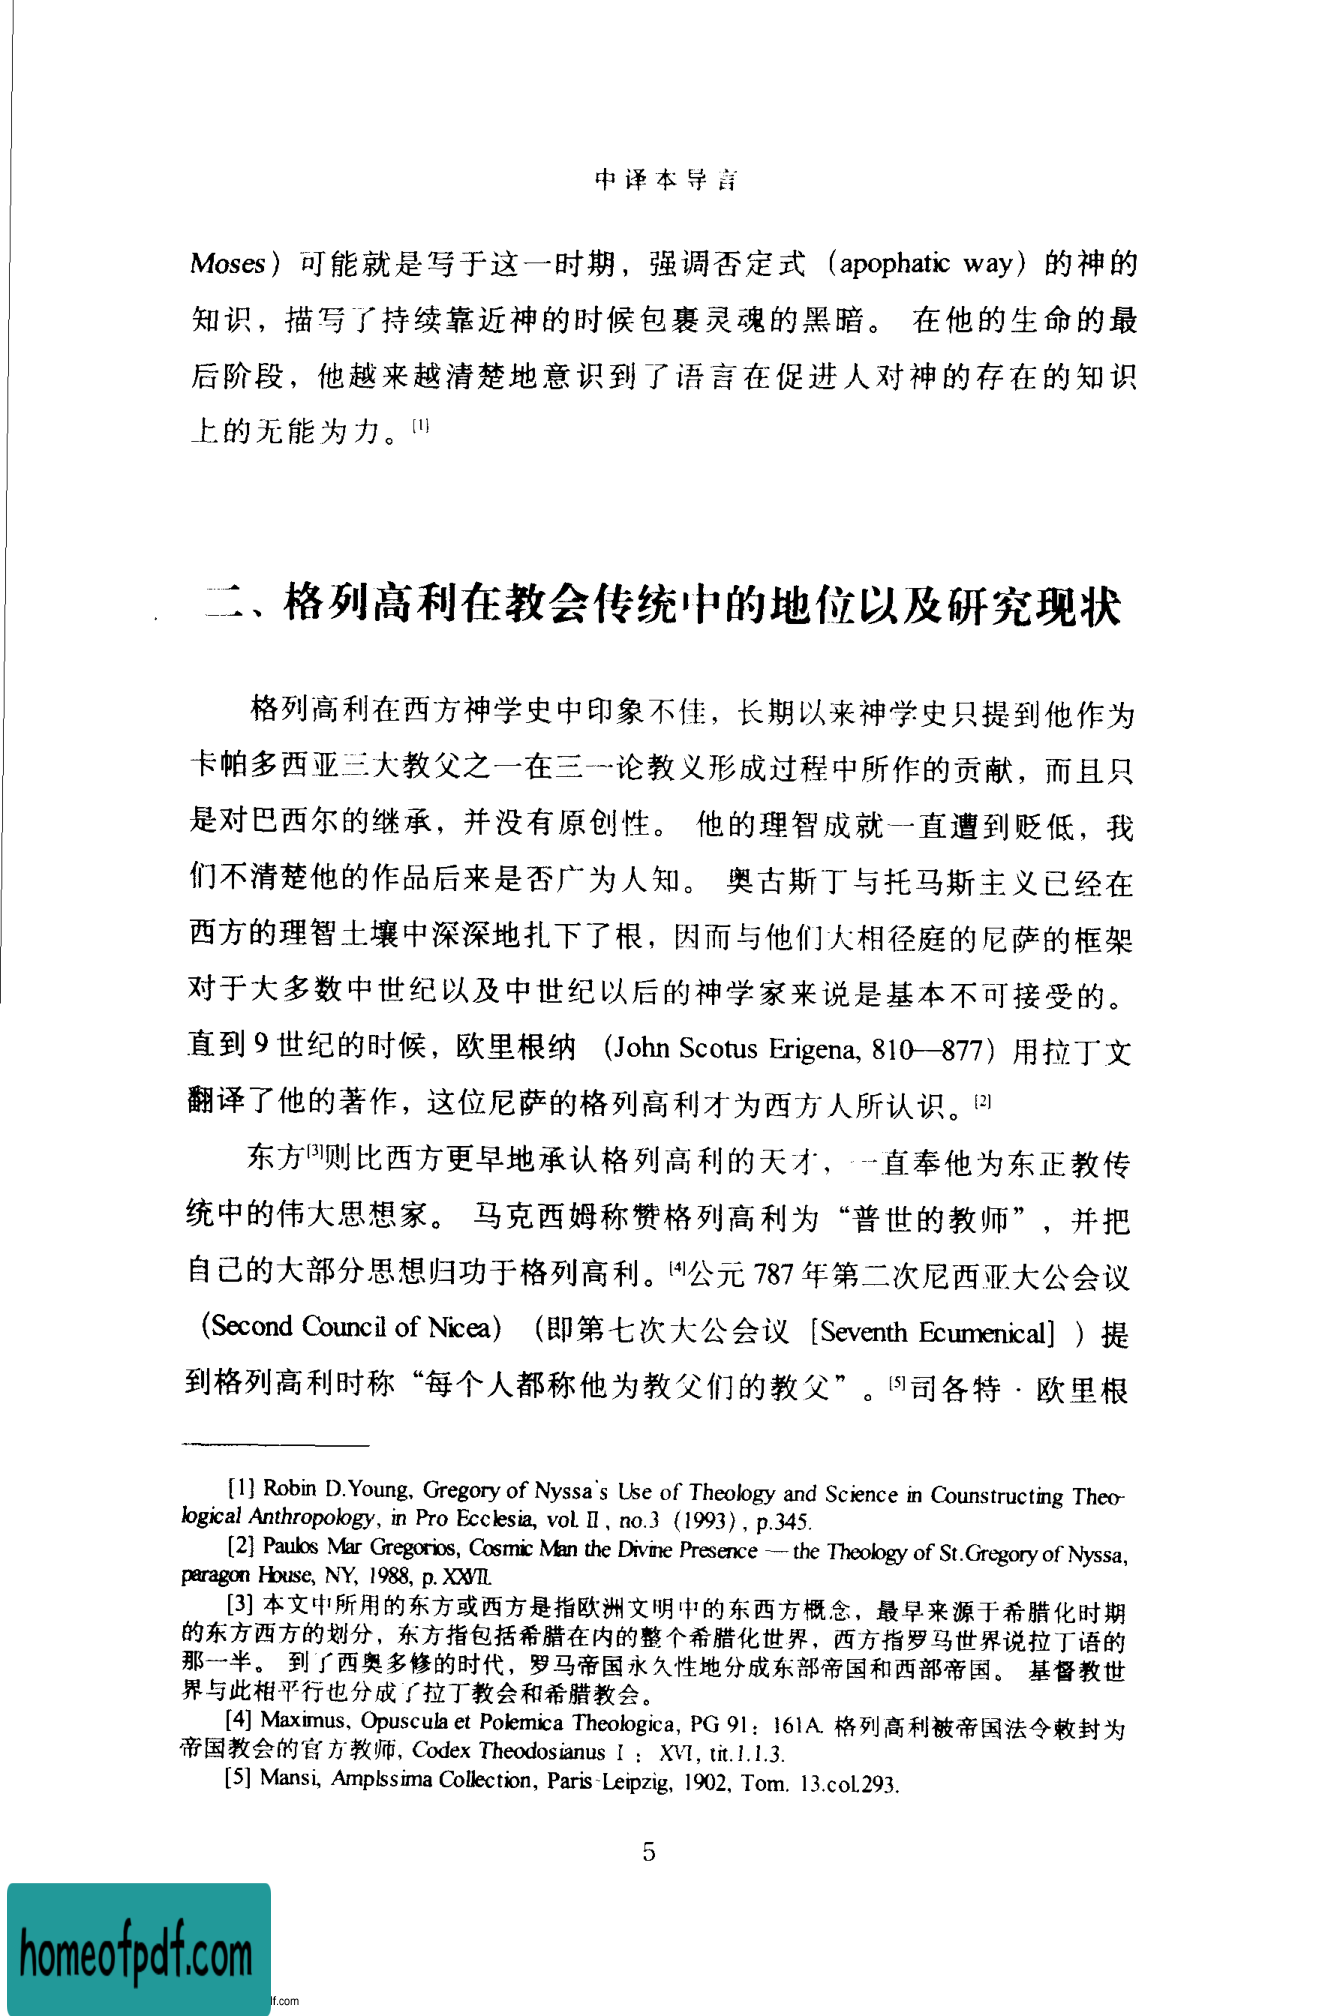 中译本导言
Moses）可能就是写于这一时期，强调否定式（apophatic way）的神的
知识，描写了持续靠近神的时候包裹灵魂的黑暗。 在他的生命的最
后阶段，他越来越清楚地意识到了语言在促进人对神的存在的知识
上的无能为力。[1]
二、格列高利在教会传统中的地位以及研究现状
格列高利在西方神学史中印象不佳，长期以来神学史只提到他作为
卡帕多西亚三大教父之一在三一论教义形成过程中所作的贡献，而且只
是对巴西尔的继承，并没有原创性。 他的理智成就一直遭到贬低，我
们不清楚他的作品后来是否广为人知。 奥古斯丁与托马斯主义已经在
西方的理智土壤中深深地扎下了根，因而与他们大相径庭的尼萨的框架
对于大多数中世纪以及中世纪以后的神学家来说是基本不可接受的。
直到9世纪的时候，欧里根纳 （John Scotus Erigena, 810—877）用拉丁文
翻译了他的著作，这位尼萨的格列高利才为西方人所认识。[2]
东方[3]则比西方更早地承认格列高利的天才，一直奉他为东正教传
统中的伟大思想家。 马克西姆称赞格列高利为“普世的教师”，并把
自己的大部分思想归功于格列高利。[4]公元787年第二次尼西亚大公会议
（Second Council of Nicea）（即第七次大公会议［Seventh Ecumenical］）提
到格列高利时称“每个人都称他为教父们的教父”。[5]司各特·欧里根
[1] Robin D.Young, Gregory of Nyssa's Use of Theology and Science in Counstructing Theo-
logical Anthropology, in Pro Ecclesia, vol. II, no.3 (1993), p.345.
[2] Paulos Mar Gregorios, Cosmic Man the Divine Presence — the Theology of St.Gregory of Nyssa,
paragon House, NY, 1988, p. XXVII.
[3] 本文中所用的东方或西方是指欧洲文明中的东西方概念，最早来源于希腊化时期
的东方西方的划分，东方指包括希腊在内的整个希腊化世界，西方指罗马世界说拉丁语的
那一半。 到了西奥多修的时代，罗马帝国永久性地分成东部帝国和西部帝国。 基督教世
界与此相平行也分成了拉丁教会和希腊教会。
[4] Maximus, Opuscula et Polemica Theologica, PG 91：161A. 格列高利被帝国法令敕封为
帝国教会的官方教师, Codex Theodosianus I：XVI, tit.1.1.3.
[5] Mansi, Amplssima Collection, Paris-Leipzig, 1902, Tom. 13.col.293.
5
homeofpdf.com
df.com